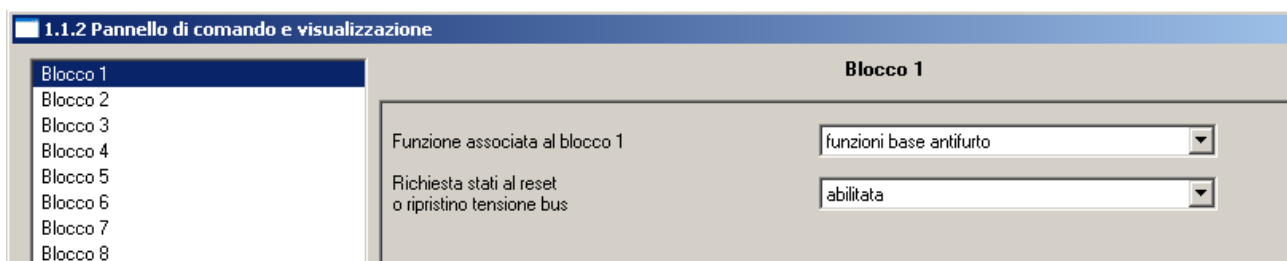 1.1.2 Pannello di comando e visualizzazione
Blocco 1
Blocco 2
Blocco 3
Blocco 4
Blocco 5
Blocco 6
Blocco 7
Blocco 8
Blocco 1
Funzione associata al blocco 1
funzioni base antifurto
Richiesta stati al reset
o ripristino tensione bus
abilitata